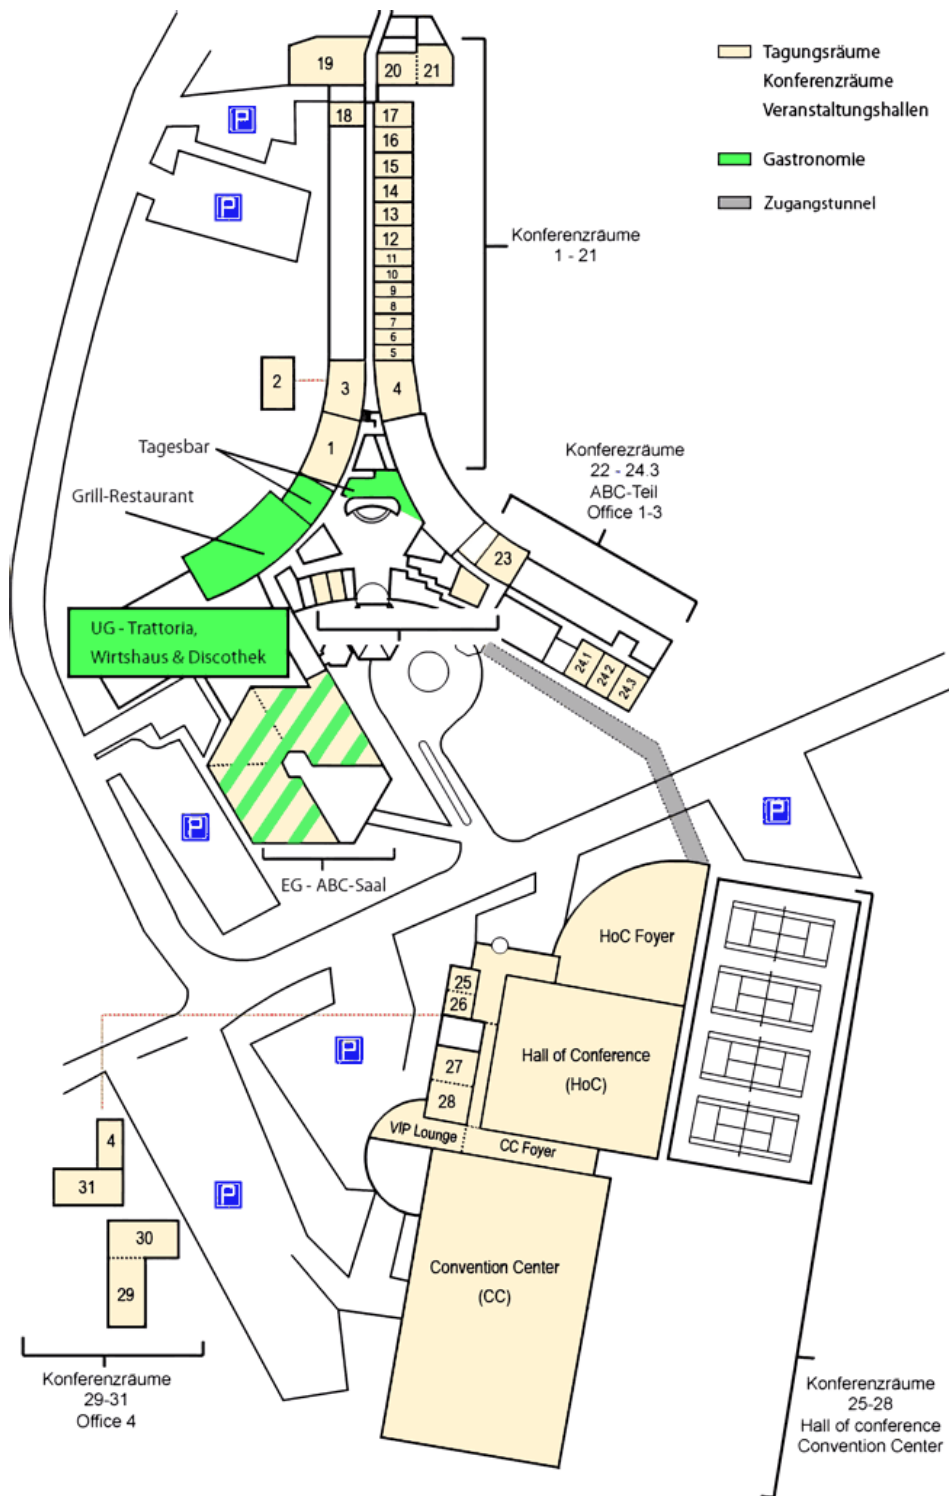 Tagungsräume
Konferenzräume
Veranstaltungshallen
Gastronomie
Zugangstunnel
19
20
21
P
18
17
16
15
14
13
12
11
10
9
8
7
6
5
P
Konferenzräume
1 - 21
2
3
4
1
Tagesbar
Grill-Restaurant
Konferezräume
22 - 24.3
ABC-Teil
Office 1-3
23
UG - Trattoria,
Wirtshaus & Discothek
24.1
24.2
24.3
P
P
EG - ABC-Saal
HoC Foyer
25
26
Hall of Conference
(HoC)
P
27
28
VIP Lounge
CC Foyer
4
31
P
30
29
Convention Center
(CC)
Konferenzräume
29-31
Office 4
Konferenzräume
25-28
Hall of conference
Convention Center